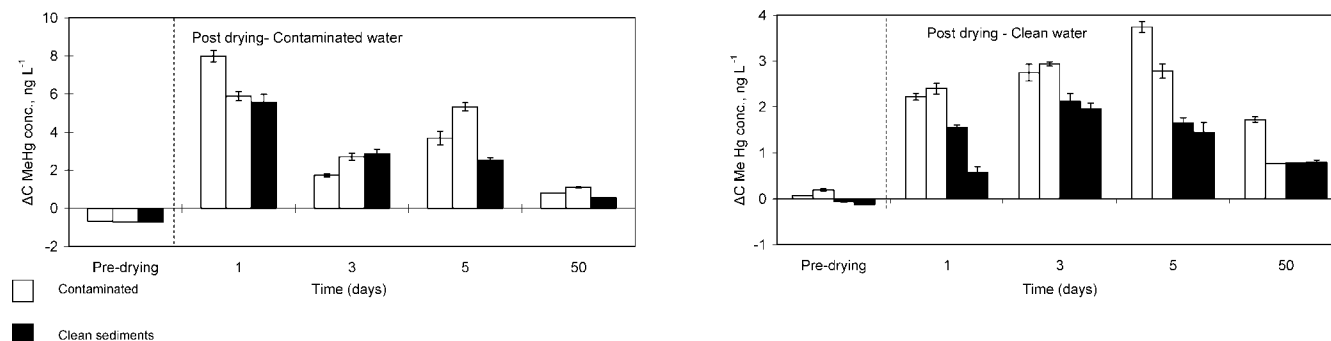 10
8
6
4
2
0
-2
ΔC MeHg conc., ng L⁻¹
Post drying- Contaminated water
Pre-drying
1
3
5
50
Time (days)
Contaminated
Clean sediments
4
3
2
1
0
-1
ΔC Me Hg conc., ng L⁻¹
Post drying - Clean water
Pre-drying
1
3
5
50
Time (days)